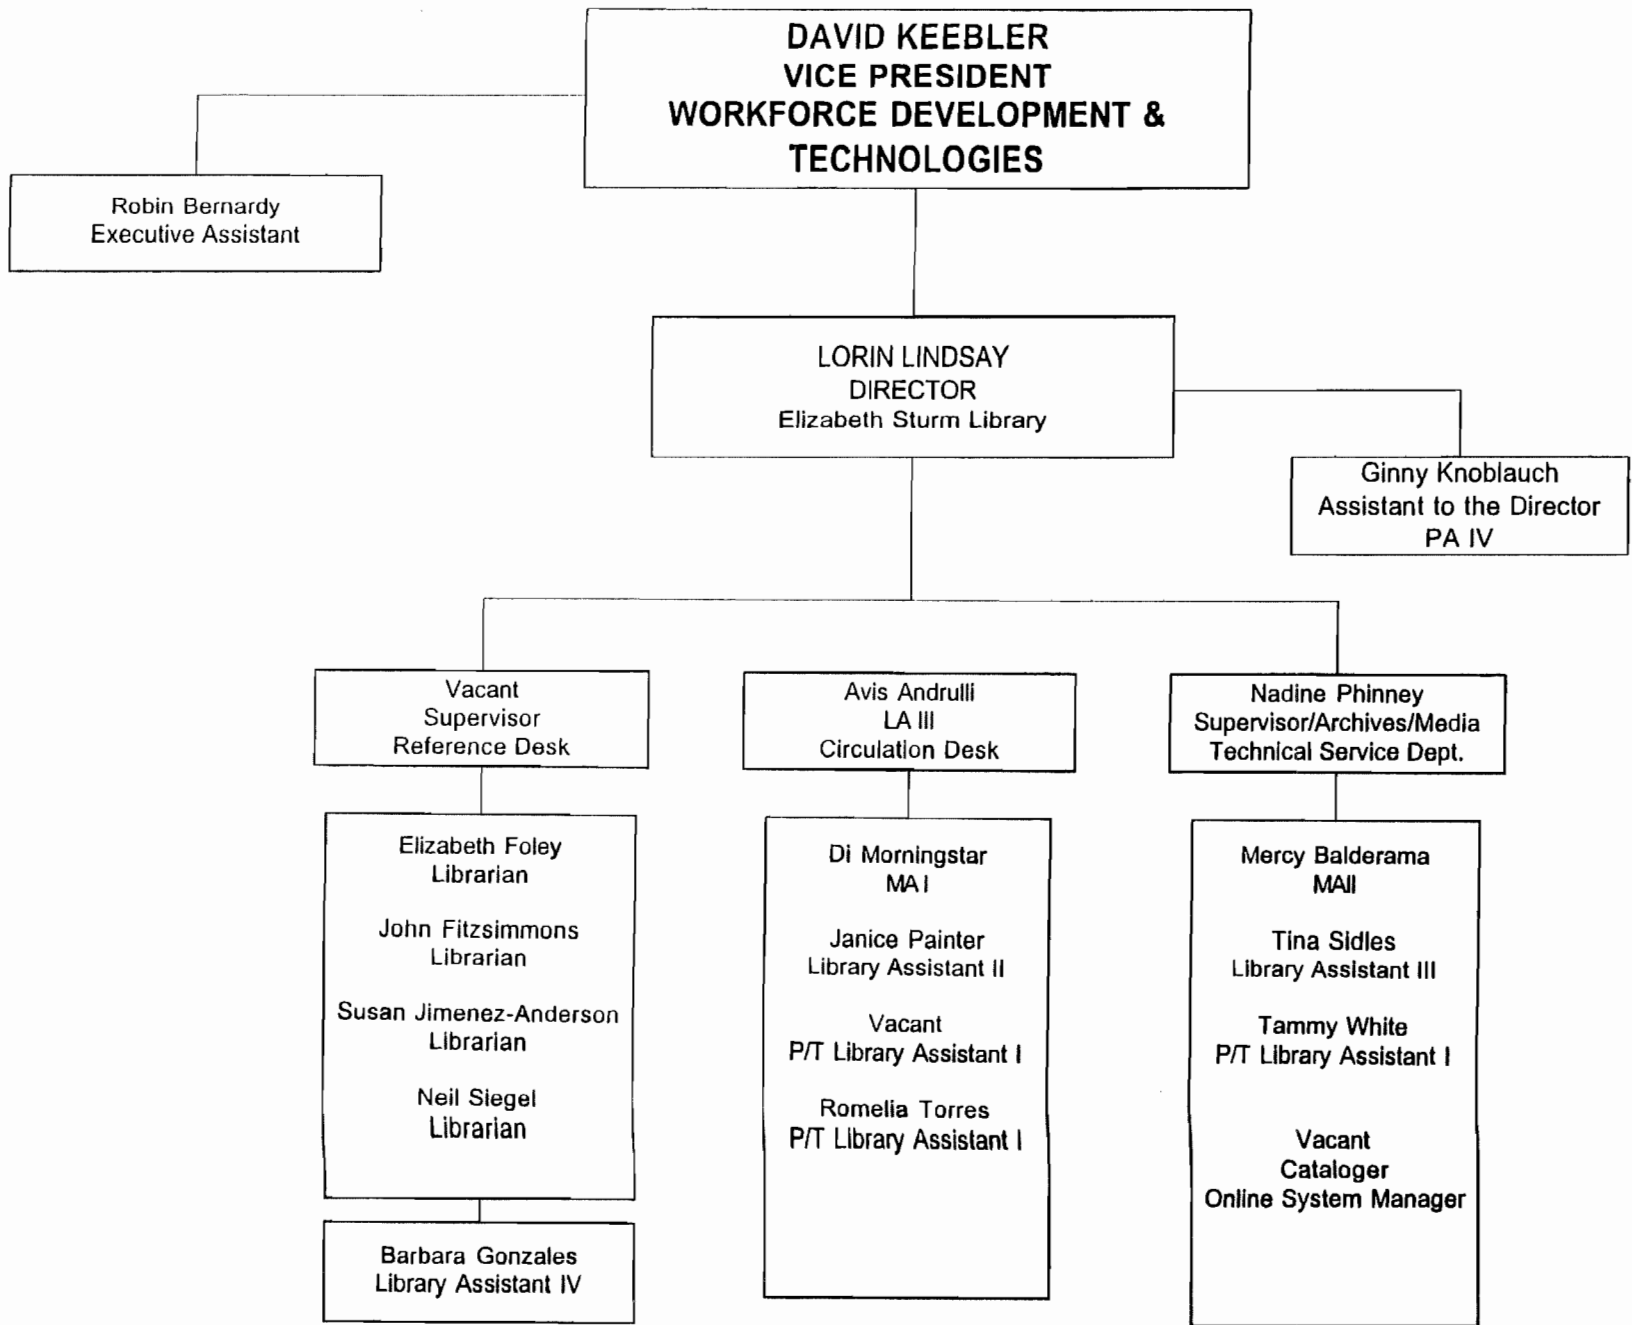 DAVID KEEBLER
VICE PRESIDENT
WORKFORCE DEVELOPMENT &
TECHNOLOGIES
Robin Bernardy
Executive Assistant
LORIN LINDSAY
DIRECTOR
Elizabeth Sturm Library
Ginny Knoblauch
Assistant to the Director
PA IV
Vacant
Supervisor
Reference Desk
Elizabeth Foley
Librarian
John Fitzsimmons
Librarian
Susan Jimenez-Anderson
Librarian
Neil Siegel
Librarian
Barbara Gonzales
Library Assistant IV
Avis Andrulli
LA III
Circulation Desk
Di Morningstar
MA I
Janice Painter
Library Assistant II
Vacant
P/T Library Assistant I
Romelia Torres
P/T Library Assistant I
Nadine Phinney
Supervisor/Archives/Media
Technical Service Dept.
Mercy Balderama
MAII
Tina Sidles
Library Assistant III
Tammy White
P/T Library Assistant I
Vacant
Cataloger
Online System Manager